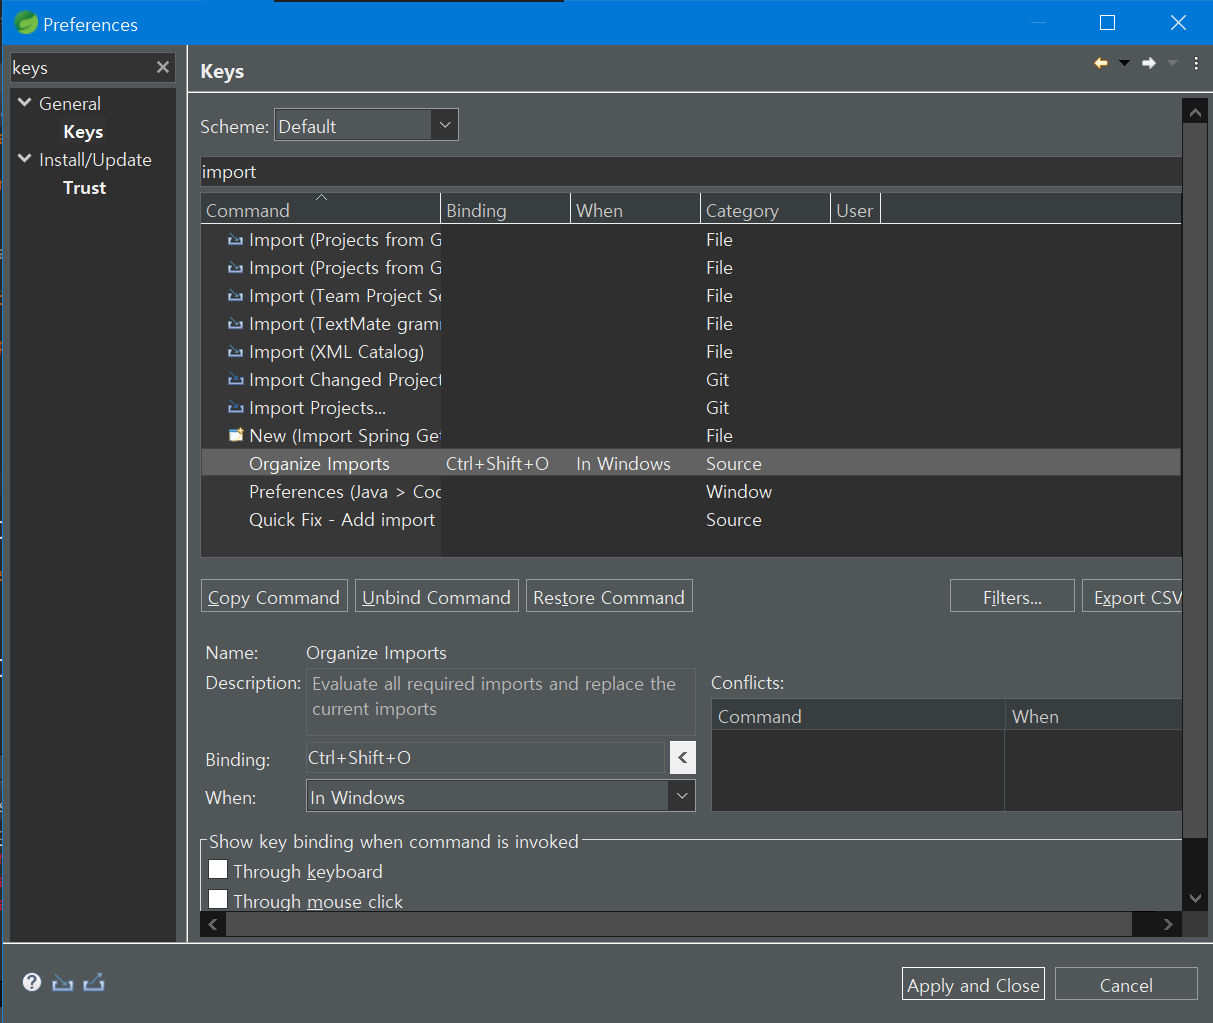 Preferences
keys
General
Keys
Install/Update
Trust
Keys
Scheme: Default
import
Command Binding When Category User
Import (Projects from G File
Import (Projects from G File
Import (Team Project Se File
Import (TextMate gram File
Import (XML Catalog) File
Import Changed Project Git
Import Projects... Git
New (Import Spring Get File
Organize Imports Ctrl+Shift+O In Windows Source
Preferences (Java > Cod Window
Quick Fix - Add import Source
Copy Command Unbind Command Restore Command Filters... Export CSV
Name: Organize Imports
Description: Evaluate all required imports and replace the
current imports
Conflicts:
Command When
Binding: Ctrl+Shift+O
When: In Windows
Show key binding when command is invoked
Through keyboard
Through mouse click
Apply and Close Cancel